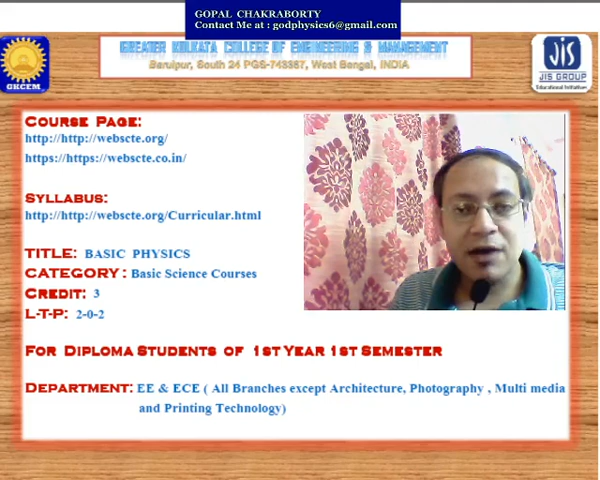 GOPAL CHAKRABORTY
Contact Me at : godphysics6@gmail.com
GREATER KOLKATA COLLEGE OF ENGINEERING & MANAGEMENT
Baruipur, South 24 PGS-743387, West Bengal, INDIA
GKCEM
JIS
JIS GROUP
Educational Initiatives
COURSE PAGE:
http://http://webscte.org/
https://https://webscte.co.in/
SYLLABUS:
http://http://webscte.org/Curricular.html
TITLE: BASIC PHYSICS
CATEGORY : Basic Science Courses
CREDIT: 3
L-T-P: 2-0-2
FOR DIPLOMA STUDENTS OF 1ST YEAR 1ST SEMESTER
DEPARTMENT: EE & ECE ( All Branches except Architecture, Photography , Multi media
and Printing Technology)